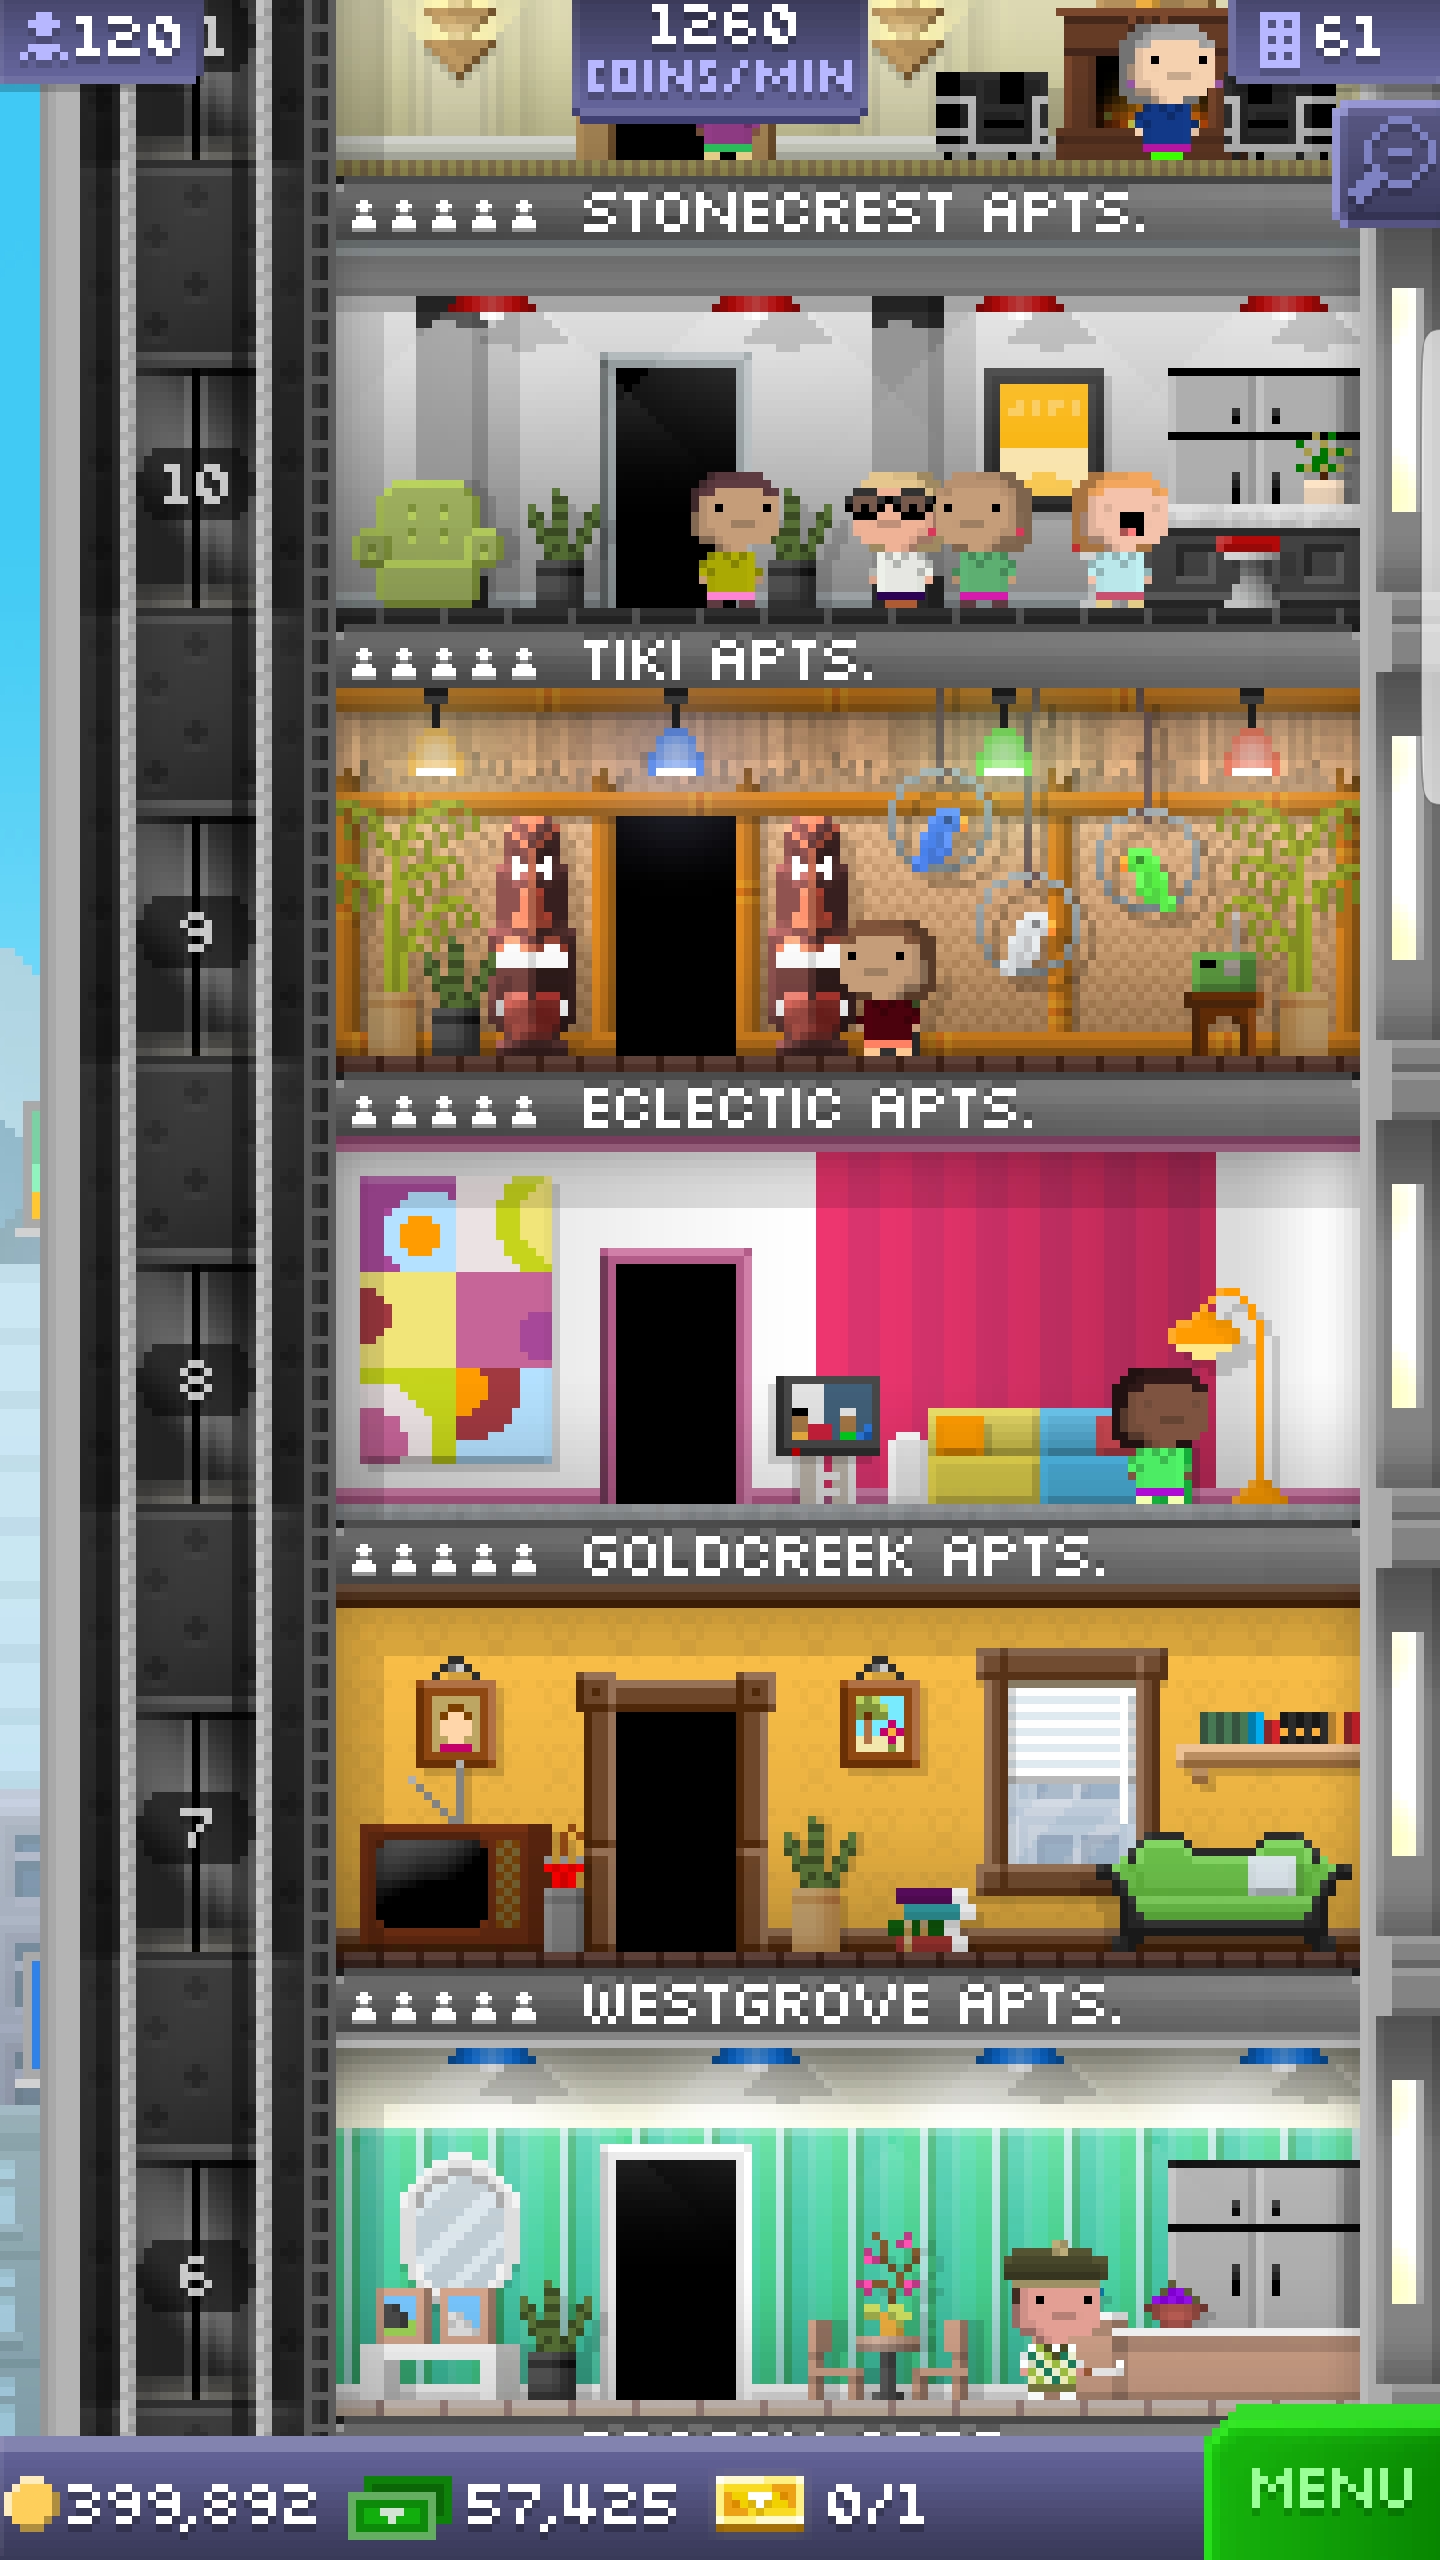 120
1260
COINS/MIN
61
STONECREST APTS.
10
TIKI APTS.
9
ECLECTIC APTS.
8
GOLDCREEK APTS.
7
WESTGROVE APTS.
6
399,892
57,425
0/1
MENU